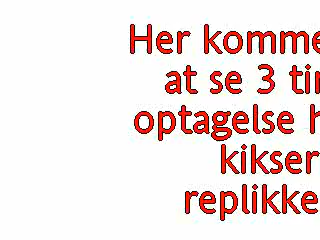 Her komme
at se 3 ti
optagelse h
kikser
replikke